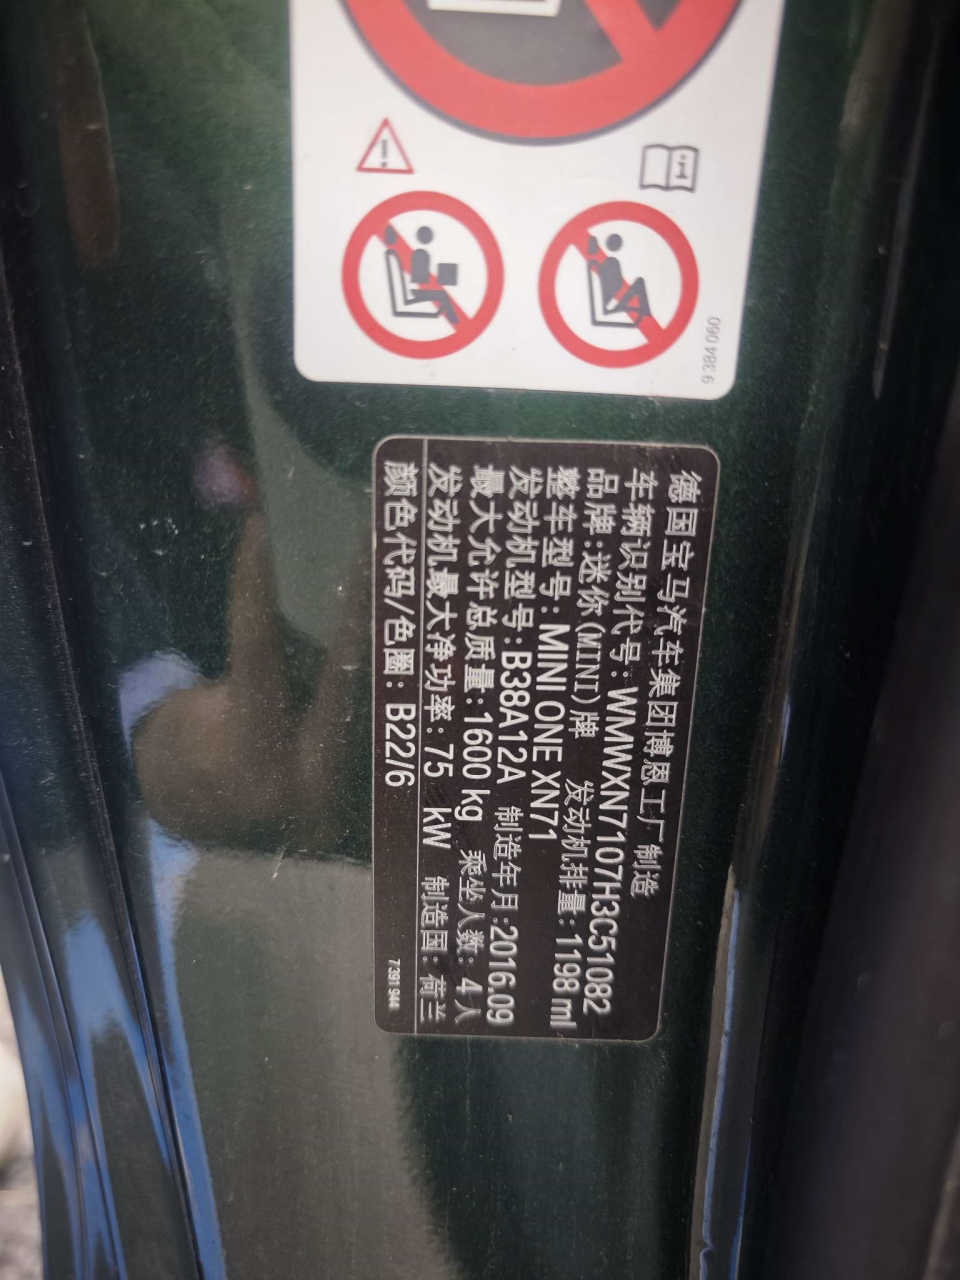 9 384 060
德国宝马汽车集团博恩工厂制造
车辆识别代号: WMWXN7107H3C51082
品牌:迷你(MINI)牌 发动机排量: 1198 ml
整车型号: MINI ONE XN71
发动机型号:B38A12A 制造年月:2016.09
最大允许总质量:1600 kg 乘坐人数: 4人
发动机最大净功率: 75 kW 制造国: 荷兰
颜色代码/色圈: B22/6
7 391 944